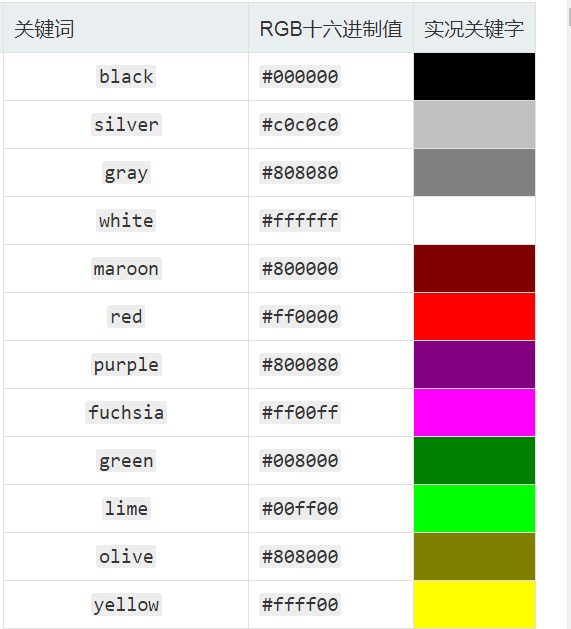 关键词 RGB十六进制值 实况关键字
black #000000
silver #c0c0c0
gray #808080
white #ffffff
maroon #800000
red #ff0000
purple #800080
fuchsia #ff00ff
green #008000
lime #00ff00
olive #808000
yellow #ffff00